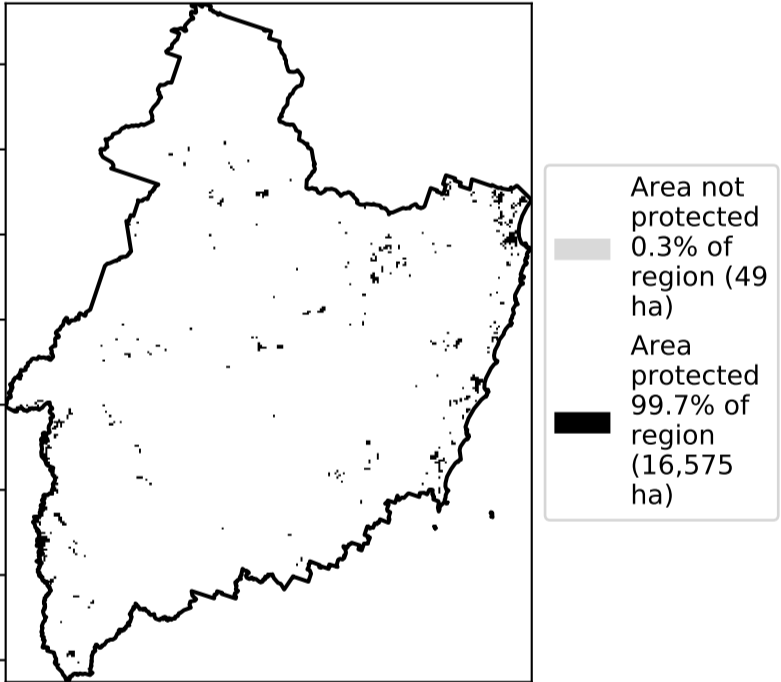 Area not
protected
0.3% of
region (49
ha)
Area
protected
99.7% of
region
(16,575
ha)